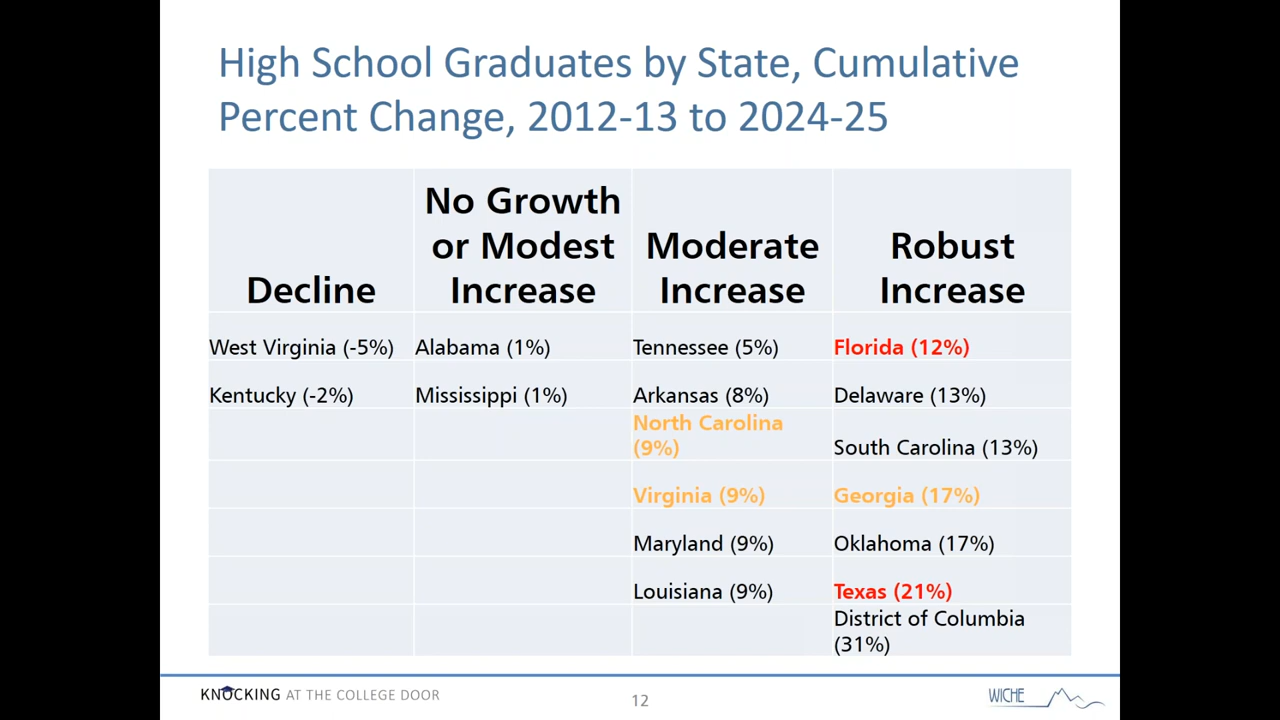 High School Graduates by State, Cumulative
Percent Change, 2012-13 to 2024-25
Decline
No Growth
or Modest
Increase
Moderate
Increase
Robust
Increase
West Virginia (-5%)
Alabama (1%)
Tennessee (5%)
Florida (12%)
Kentucky (-2%)
Mississippi (1%)
Arkansas (8%)
Delaware (13%)
North Carolina
(9%)
South Carolina (13%)
Virginia (9%)
Georgia (17%)
Maryland (9%)
Oklahoma (17%)
Louisiana (9%)
Texas (21%)
District of Columbia
(31%)
KNOCKING AT THE COLLEGE DOOR
12
WICHE